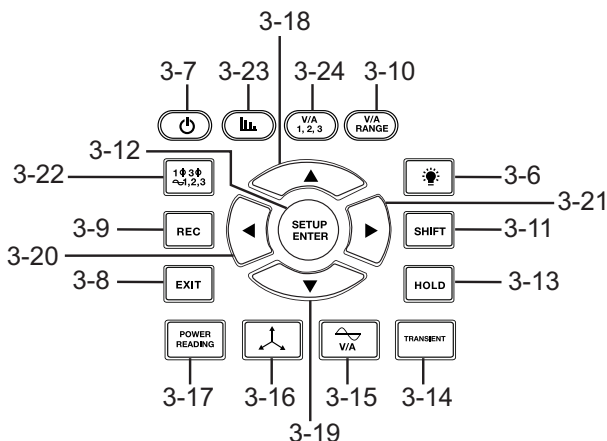 3-18
3-7 3-23 3-24 3-10
V/A
1, 2, 3
V/A
RANGE
3-12
3-22
1Φ 3Φ
~1,2,3
3-6
3-21
3-9
REC
SETUP
ENTER
SHIFT
3-11
3-20
3-8
EXIT
HOLD
3-13
POWER
READING
V/A
TRANSIENT
3-17 3-16 3-15 3-14
3-19